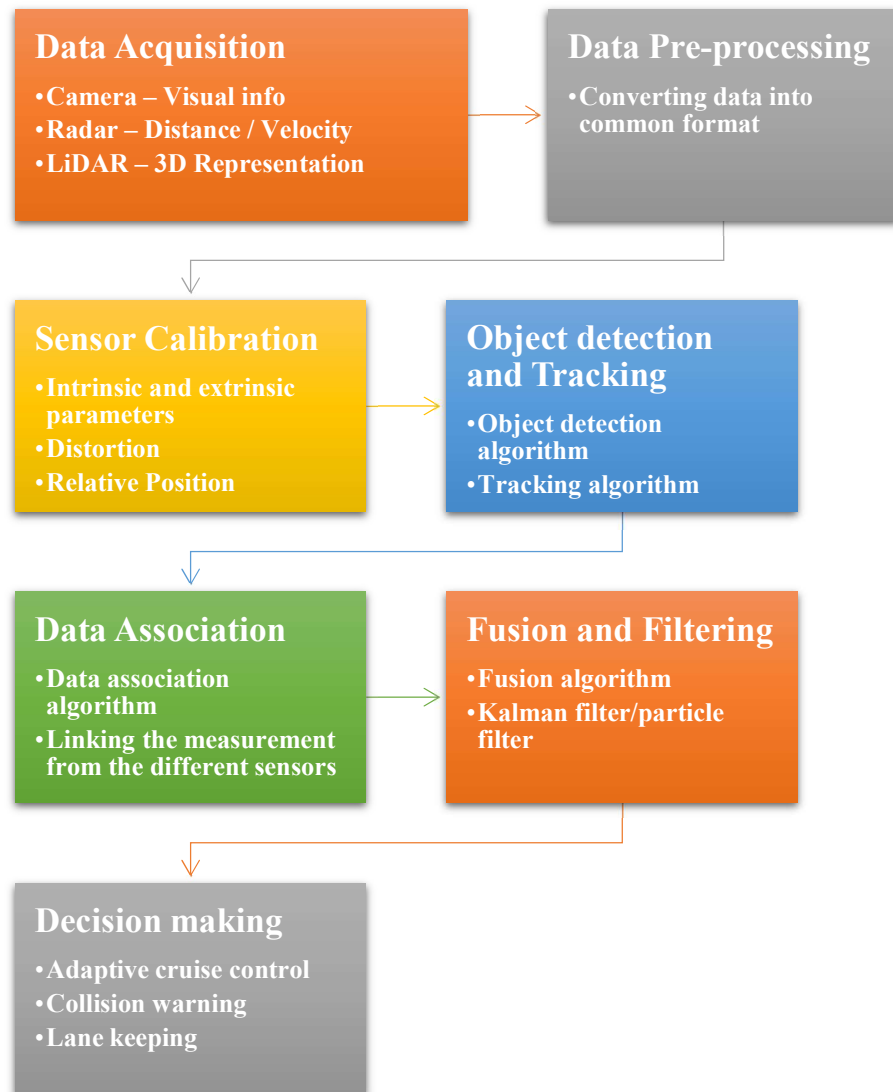 Data Acquisition
•Camera – Visual info
•Radar – Distance / Velocity
•LiDAR – 3D Representation
Data Pre-processing
•Converting data into
common format
Sensor Calibration
•Intrinsic and extrinsic
parameters
•Distortion
•Relative Position
Object detection
and Tracking
•Object detection
algorithm
•Tracking algorithm
Data Association
•Data association
algorithm
•Linking the measurement
from the different sensors
Fusion and Filtering
•Fusion algorithm
•Kalman filter/particle
filter
Decision making
•Adaptive cruise control
•Collision warning
•Lane keeping